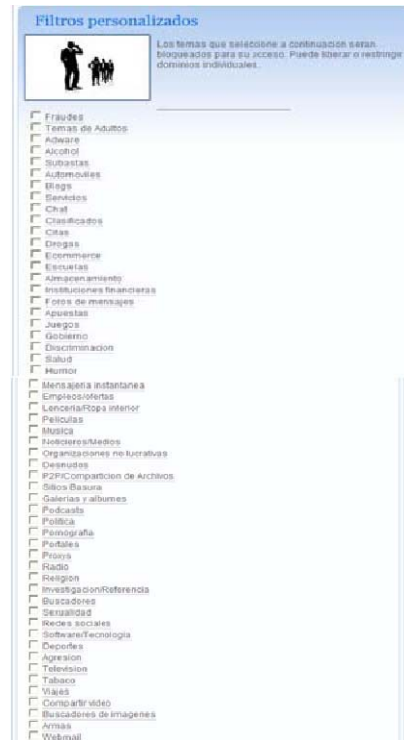 Filtros personalizados
Los temas que seleccione a continuacion seran
bloqueados para su acceso. Puede liberar o restringir
dominios individuales.
Fraudes
Temas de Adultos
Adware
Alcohol
Subastas
Automoviles
Blogs
Servicios
Chat
Clasificados
Citas
Drogas
Ecommerce
Escuelas
Almacenamiento
Instituciones financieras
Foros de mensajes
Apuestas
Juegos
Gobierno
Discriminacion
Salud
Humor
Mensajeria instantanea
Empleos/ofertas
Lenceria/Ropa interior
Peliculas
Musica
Noticieros/Medios
Organizaciones no lucrativas
Desnudos
P2P/Comparticion de Archivos
Sitios Basura
Galerias y albumes
Podcasts
Politica
Pornografia
Portales
Proxys
Radio
Religion
Investigacion/Referencia
Buscadores
Sexualidad
Redes sociales
Software/Tecnologia
Deportes
Agresion
Television
Tabaco
Viajes
Compartir video
Buscadores de imagenes
Armas
Webmail